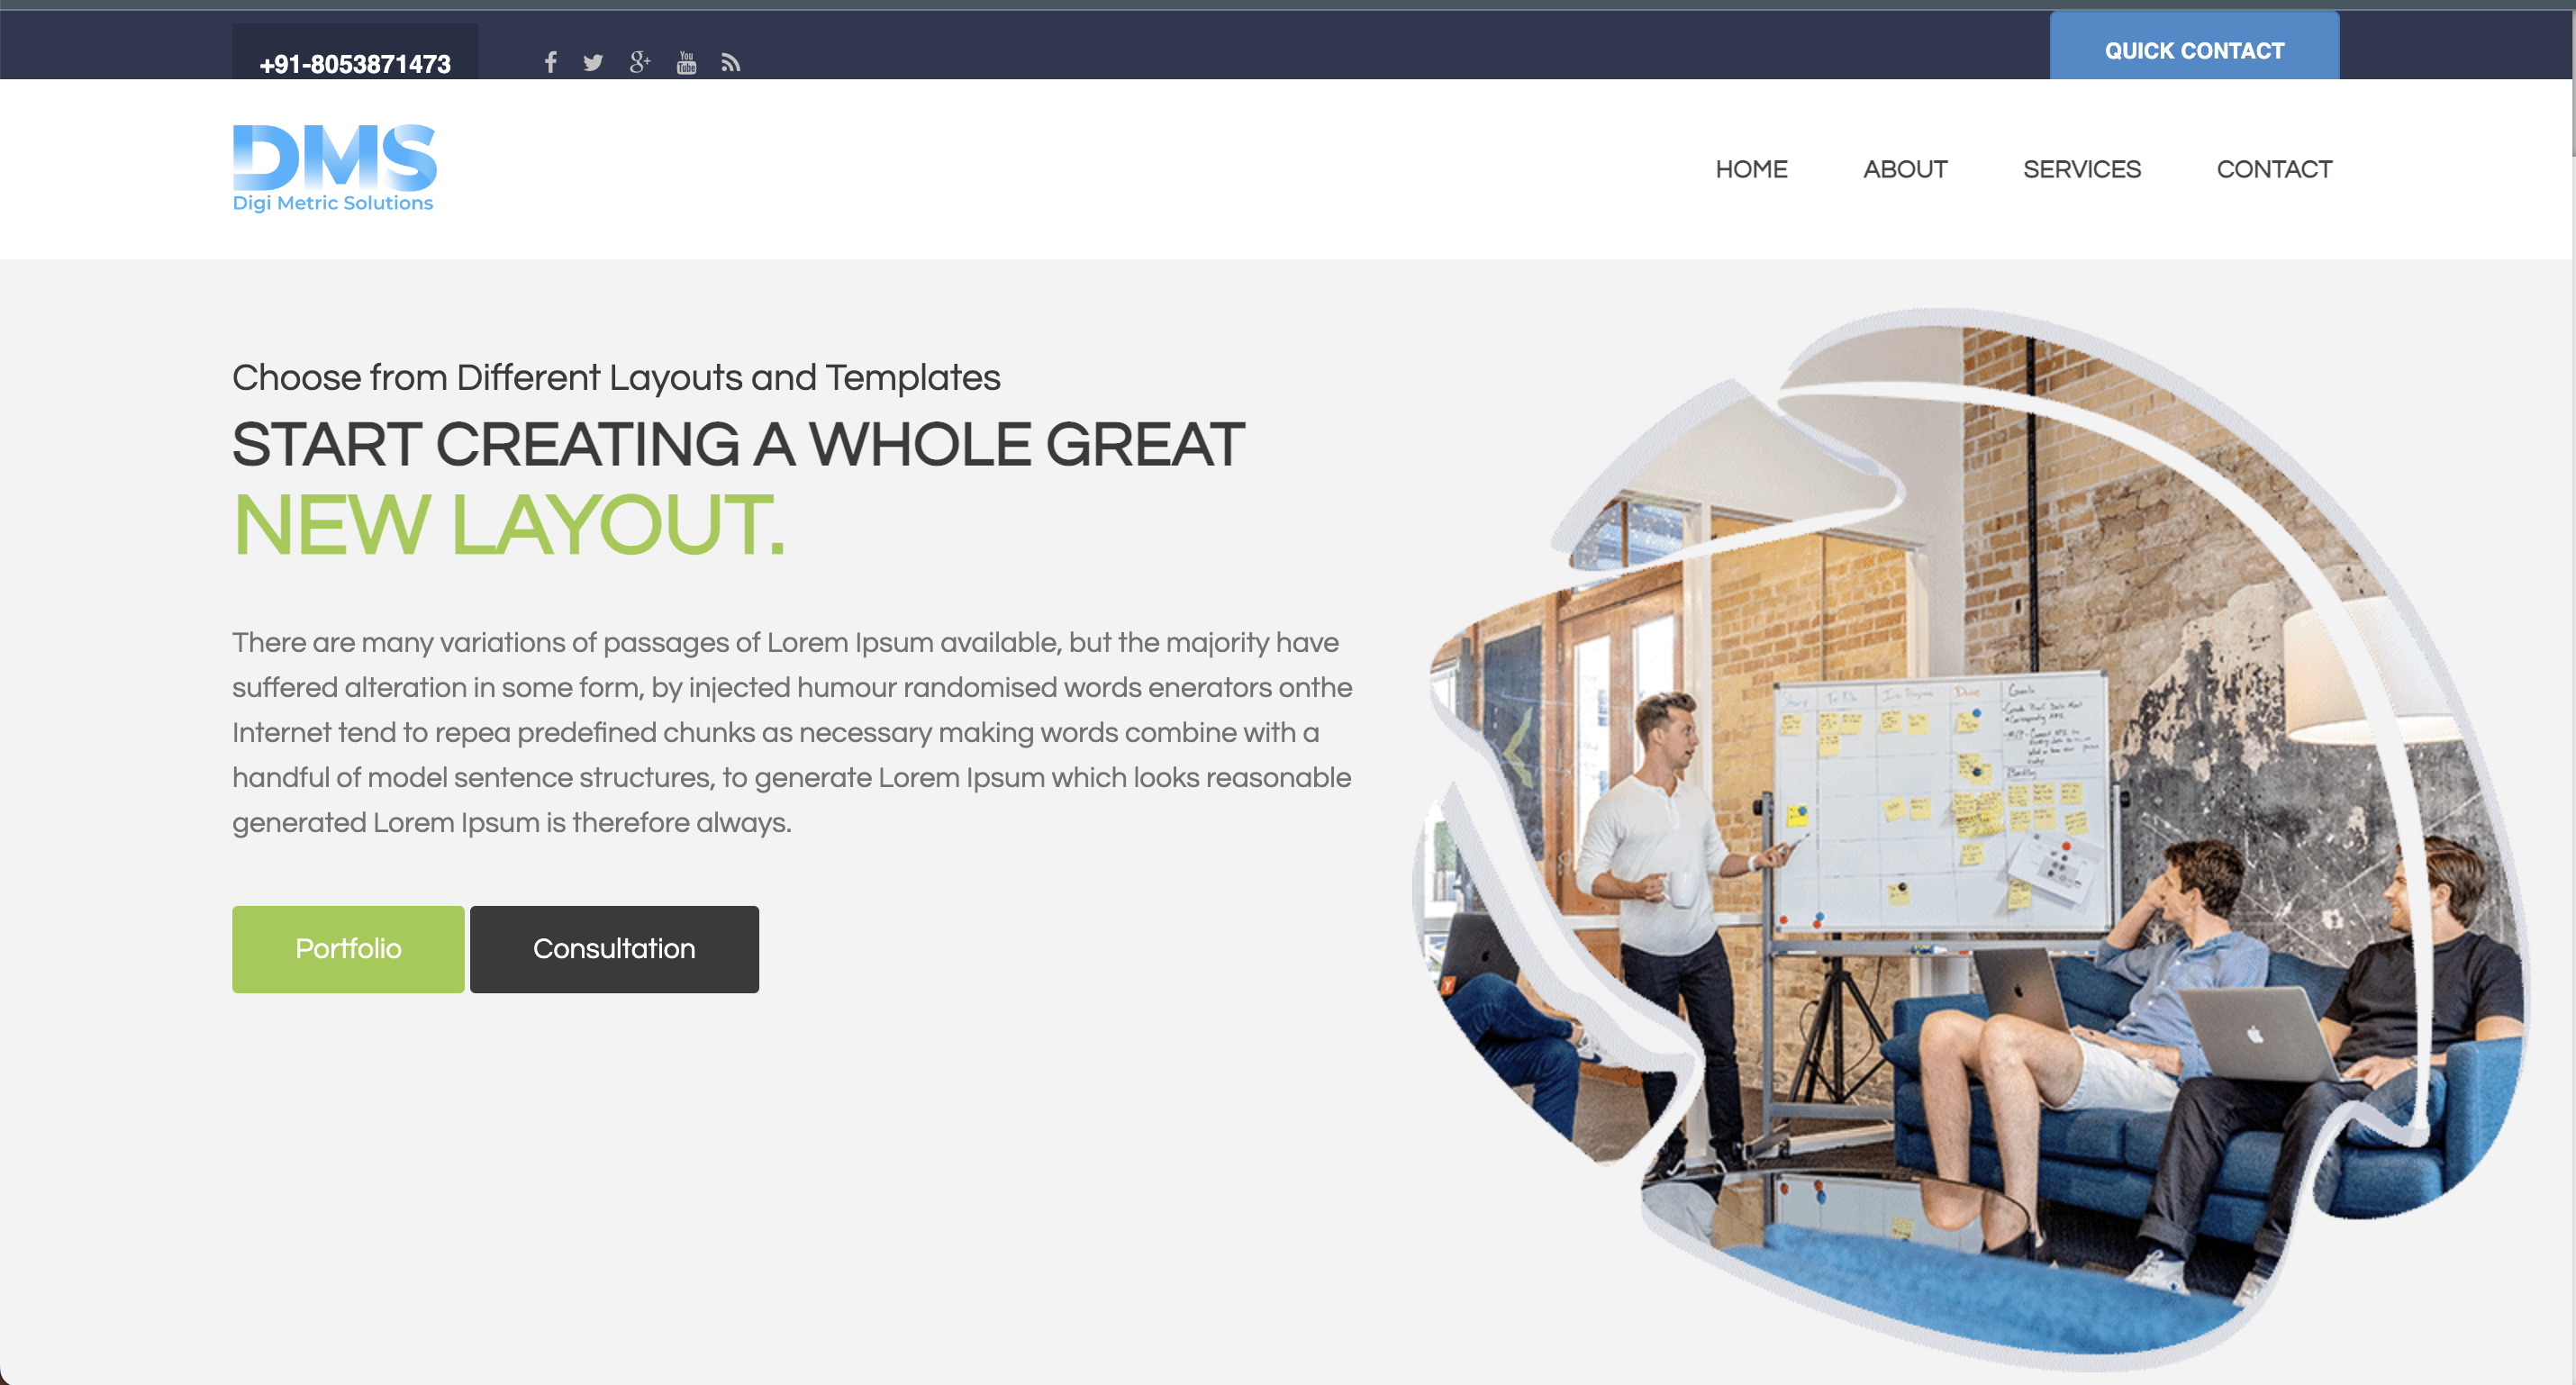 +91-8053871473
QUICK CONTACT
DMS
Digi Metric Solutions
HOME ABOUT SERVICES CONTACT
Choose from Different Layouts and Templates
START CREATING A WHOLE GREAT
NEW LAYOUT.
There are many variations of passages of Lorem Ipsum available, but the majority have
suffered alteration in some form, by injected humour randomised words enerators onthe
Internet tend to repea predefined chunks as necessary making words combine with a
handful of model sentence structures, to generate Lorem Ipsum which looks reasonable
generated Lorem Ipsum is therefore always.
Portfolio Consultation